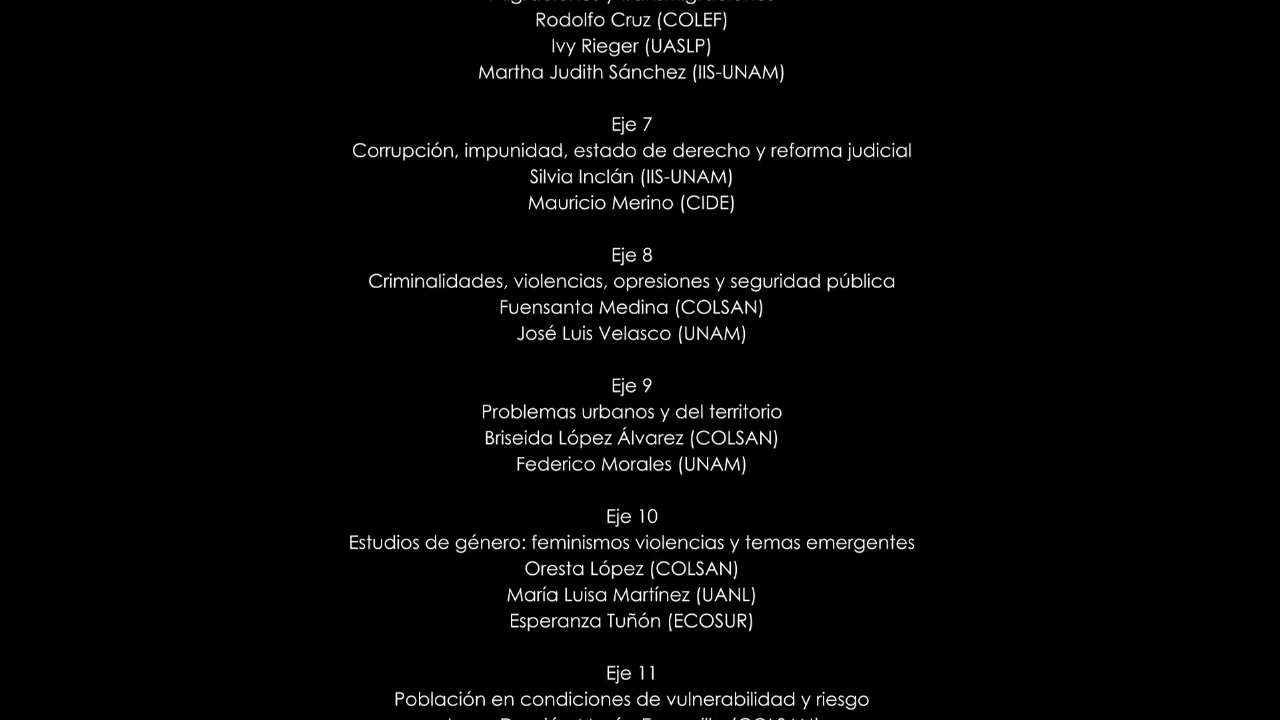 Rodolfo Cruz (COLEF)
Ivy Rieger (UASLP)
Martha Judith Sánchez (IIS-UNAM)
Eje 7
Corrupción, impunidad, estado de derecho y reforma judicial
Silvia Inclán (IIS-UNAM)
Mauricio Merino (CIDE)
Eje 8
Criminalidades, violencias, opresiones y seguridad pública
Fuensanta Medina (COLSAN)
José Luis Velasco (UNAM)
Eje 9
Problemas urbanos y del territorio
Briseida López Álvarez (COLSAN)
Federico Morales (UNAM)
Eje 10
Estudios de género: feminismos violencias y temas emergentes
Oresta López (COLSAN)
María Luisa Martínez (UANL)
Esperanza Tuñón (ECOSUR)
Eje 11
Población en condiciones de vulnerabilidad y riesgo